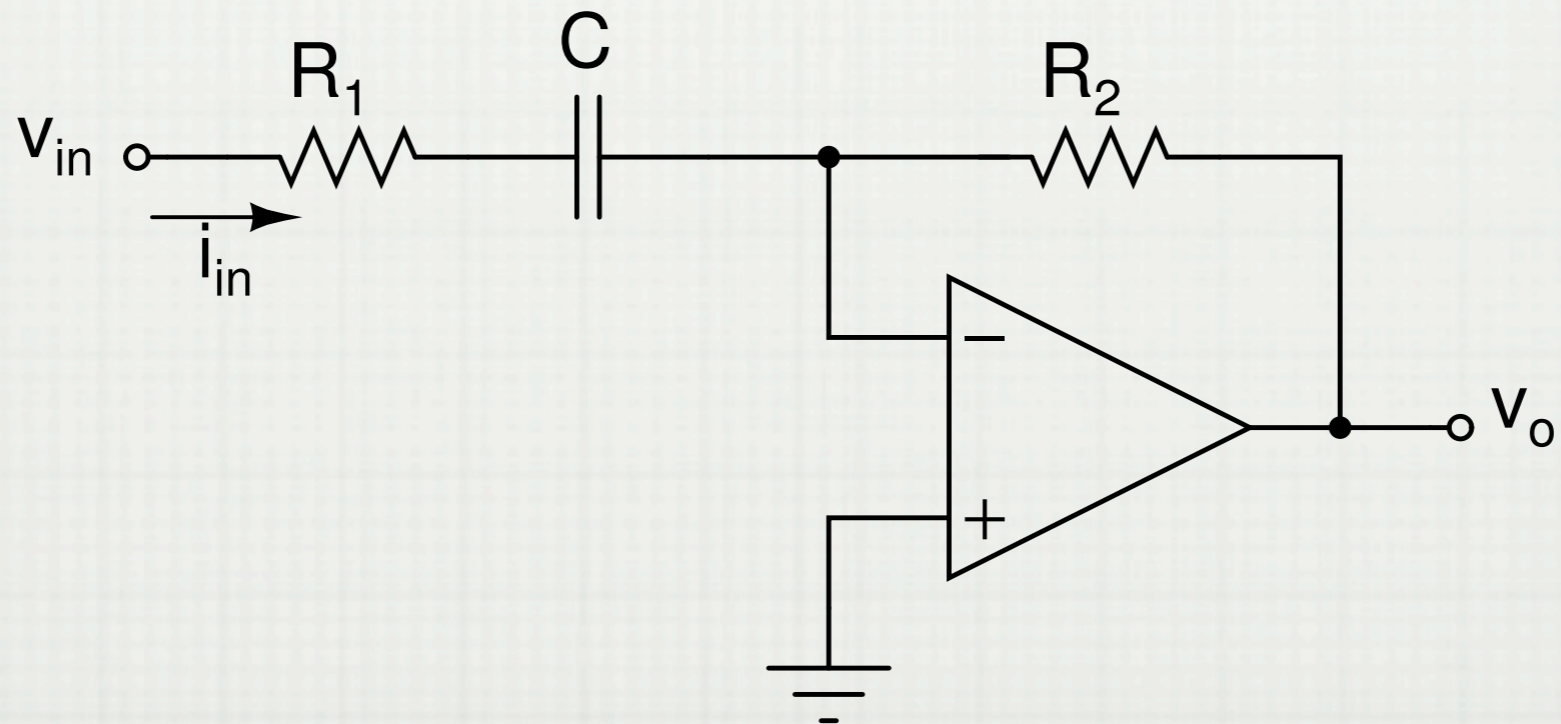 C
R₁
R₂
vᵢₙ
iᵢₙ
−
vₒ
+